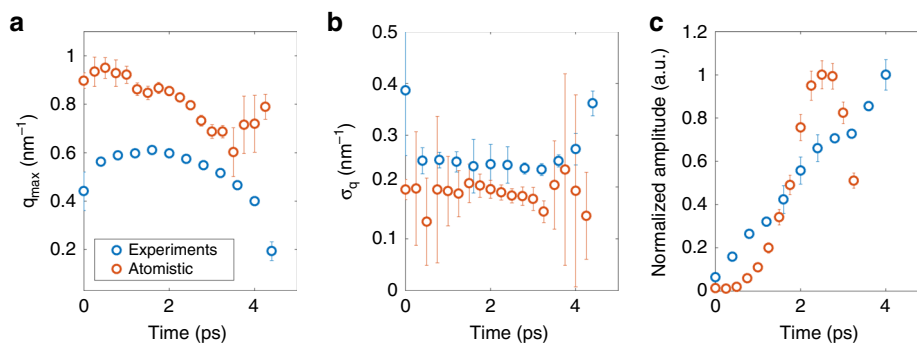 a
q_max (nm⁻¹)
1
0.8
0.6
0.4
0.2
Experiments
Atomistic
0 2 4
Time (ps)
b
σ_q (nm⁻¹)
0.5
0.4
0.3
0.2
0.1
0
0 2 4
Time (ps)
c
Normalized amplitude (a.u.)
1.2
1
0.8
0.6
0.4
0.2
0
0 2 4
Time (ps)